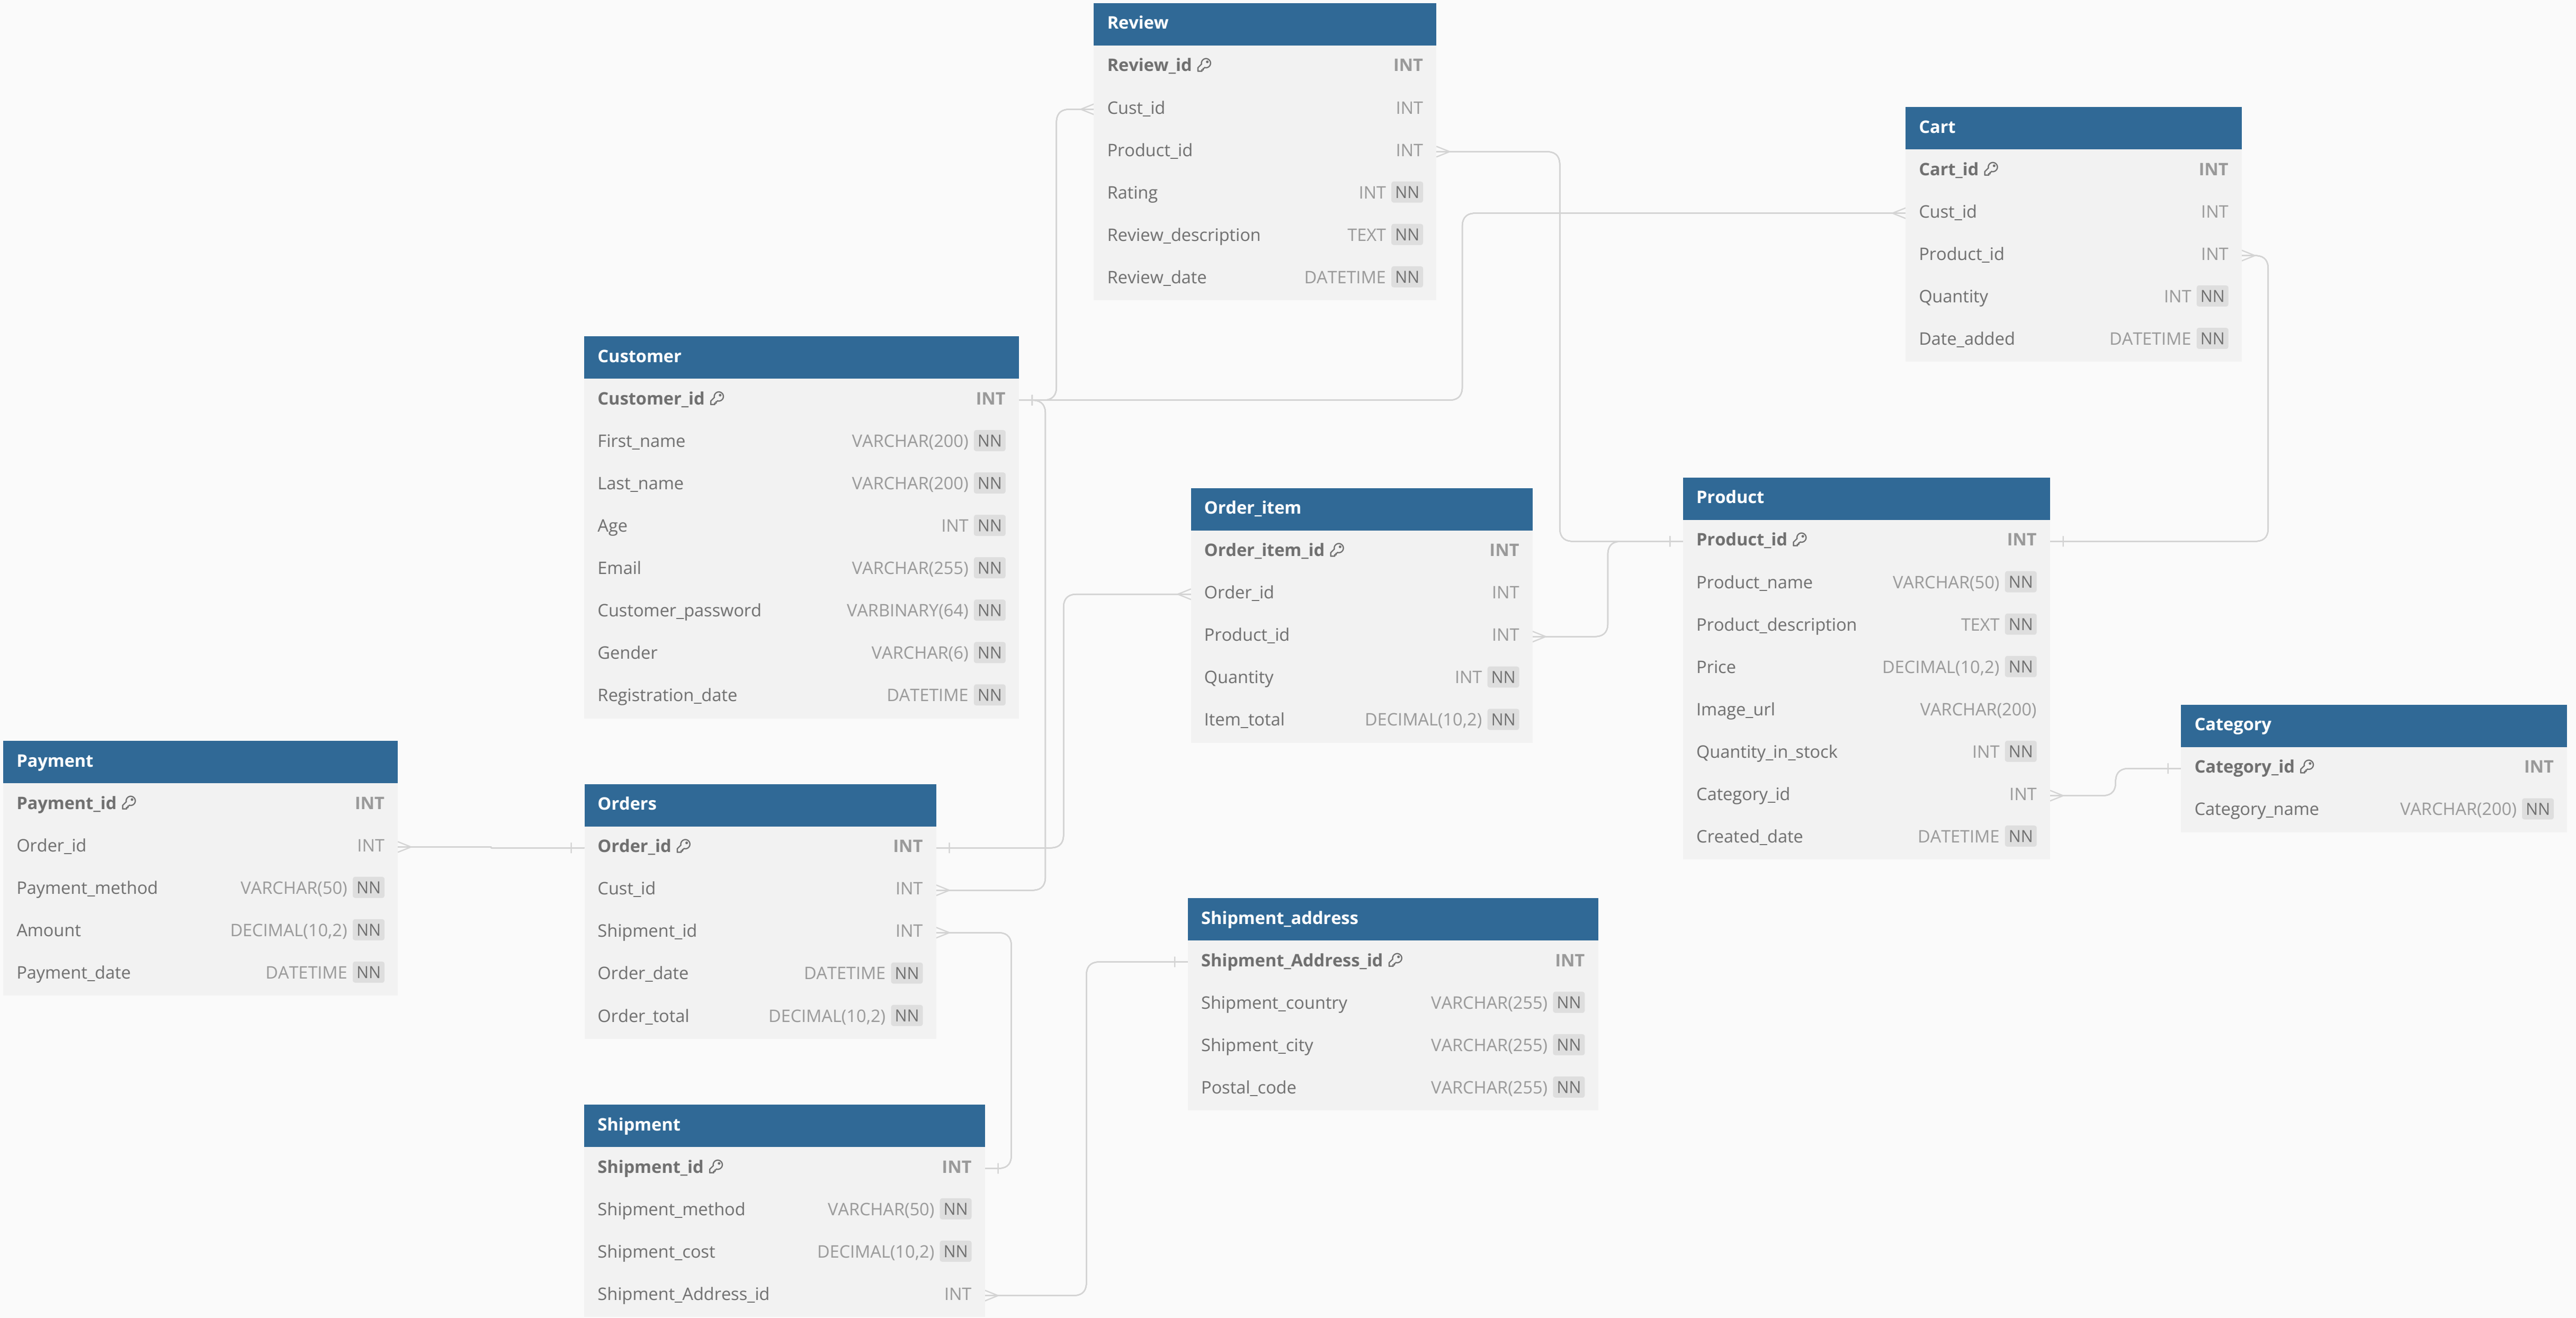 Review
Review_id INT
Cust_id INT
Product_id INT
Rating INT NN
Review_description TEXT NN
Review_date DATETIME NN
Cart
Cart_id INT
Cust_id INT
Product_id INT
Quantity INT NN
Date_added DATETIME NN
Customer
Customer_id INT
First_name VARCHAR(200) NN
Last_name VARCHAR(200) NN
Age INT NN
Email VARCHAR(255) NN
Customer_password VARBINARY(64) NN
Gender VARCHAR(6) NN
Registration_date DATETIME NN
Order_item
Order_item_id INT
Order_id INT
Product_id INT
Quantity INT NN
Item_total DECIMAL(10,2) NN
Product
Product_id INT
Product_name VARCHAR(50) NN
Product_description TEXT NN
Price DECIMAL(10,2) NN
Image_url VARCHAR(200)
Quantity_in_stock INT NN
Category_id INT
Created_date DATETIME NN
Category
Category_id INT
Category_name VARCHAR(200) NN
Payment
Payment_id INT
Order_id INT
Payment_method VARCHAR(50) NN
Amount DECIMAL(10,2) NN
Payment_date DATETIME NN
Orders
Order_id INT
Cust_id INT
Shipment_id INT
Order_date DATETIME NN
Order_total DECIMAL(10,2) NN
Shipment_address
Shipment_Address_id INT
Shipment_country VARCHAR(255) NN
Shipment_city VARCHAR(255) NN
Postal_code VARCHAR(255) NN
Shipment
Shipment_id INT
Shipment_method VARCHAR(50) NN
Shipment_cost DECIMAL(10,2) NN
Shipment_Address_id INT